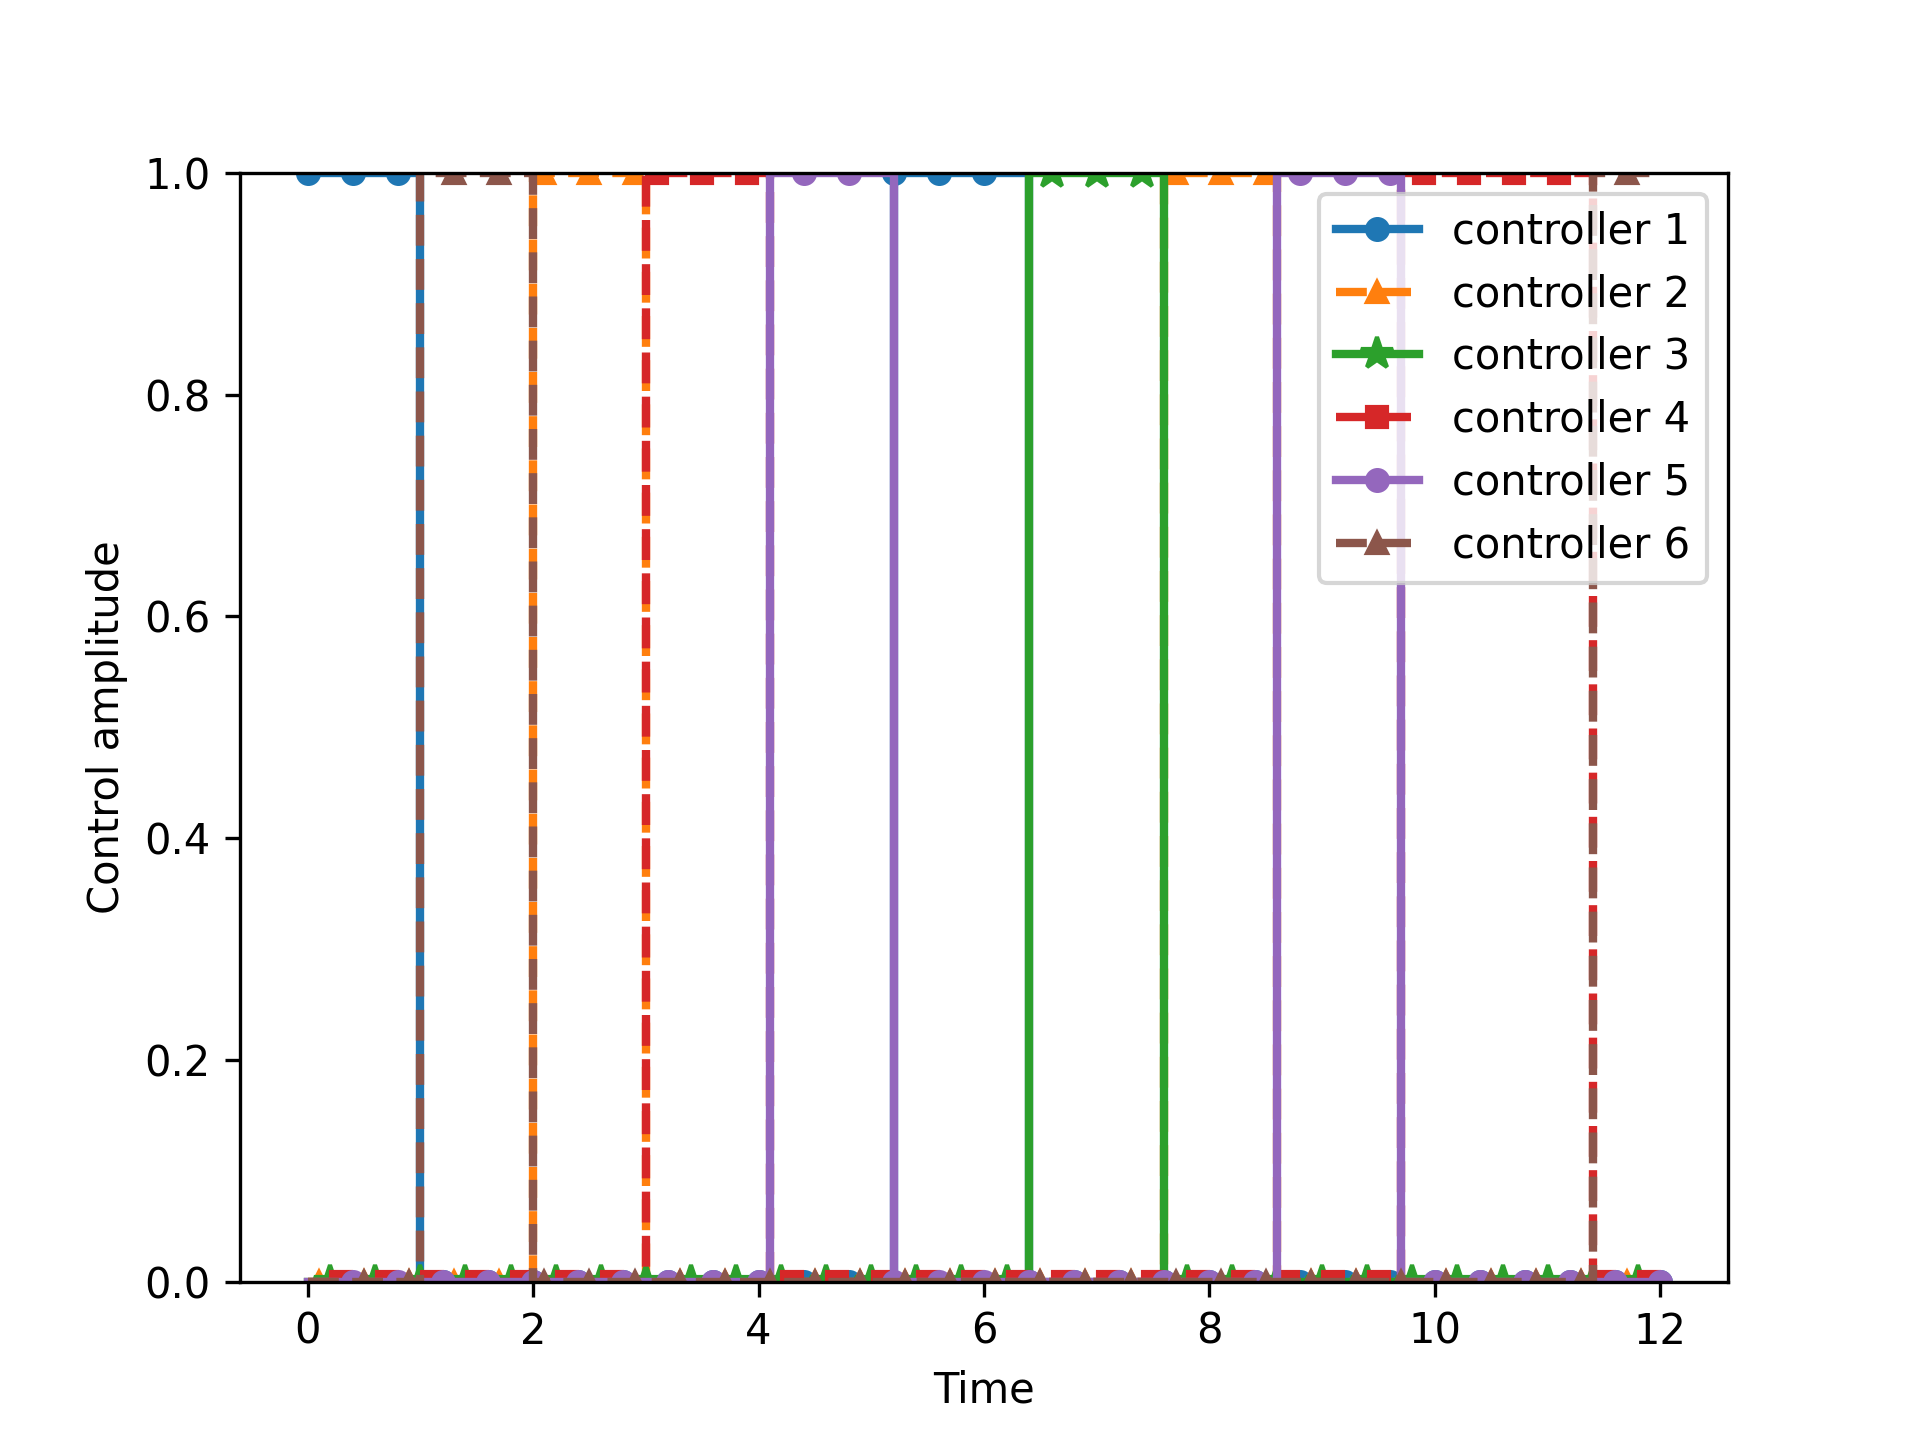 1.0
0.8
0.6
0.4
0.2
0.0
Control amplitude
controller 1
controller 2
controller 3
controller 4
controller 5
controller 6
0 2 4 6 8 10 12
Time